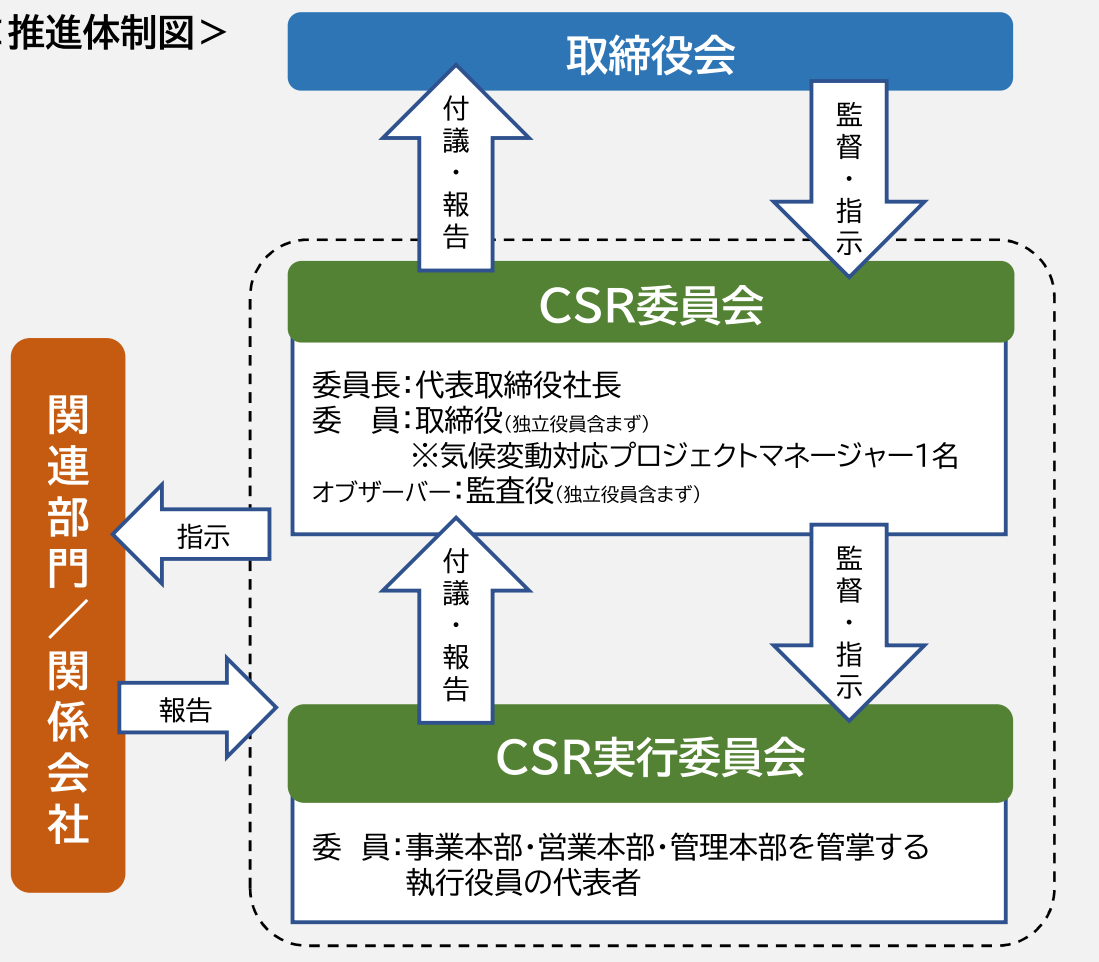 推進体制図＞
取締役会
付議・報告
監督・指示
CSR委員会
委員長：代表取締役社長
委　員：取締役（独立役員含まず）
※気候変動対応プロジェクトマネージャー1名
オブザーバー：監査役（独立役員含まず）
関連部門／関係会社
指示
報告
付議・報告
監督・指示
CSR実行委員会
委　員：事業本部・営業本部・管理本部を管掌する
執行役員の代表者